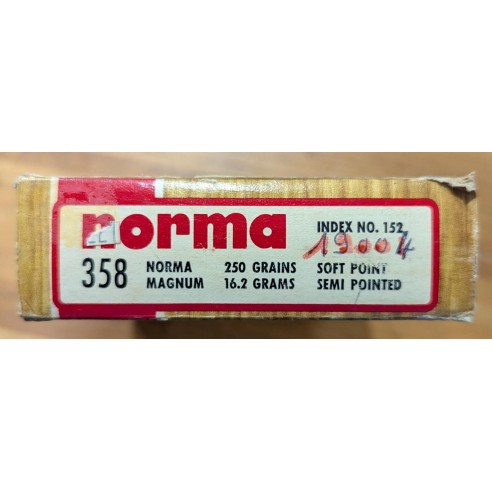 norma
INDEX NO. 152
19004
358
NORMA 250 GRAINS SOFT POINT
MAGNUM 16.2 GRAMS SEMI POINTED